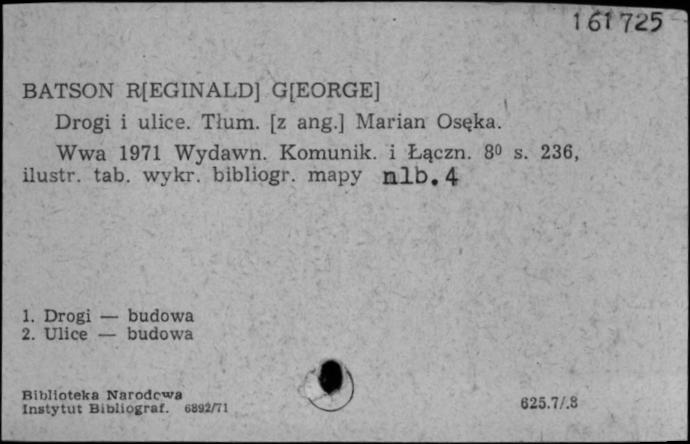 161725
BATSON R[EGINALD] G[EORGE]
Drogi i ulice. Tłum. [z ang.] Marian Osęka.
Wwa 1971 Wydawn. Komunik. i Łączn. 8⁰ s. 236,
ilustr. tab. wykr. bibliogr. mapy nlb. 4
1. Drogi — budowa
2. Ulice — budowa
Biblioteka Narodowa
Instytut Bibliograf. 6892/71
625.7/.8